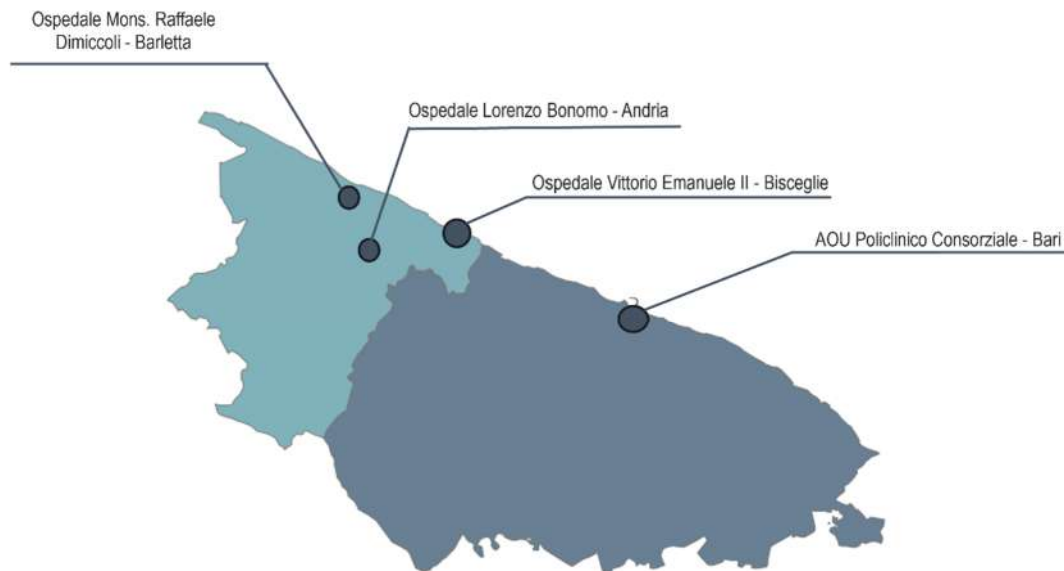 Ospedale Mons. Raffaele
Dimiccoli - Barletta
Ospedale Lorenzo Bonomo - Andria
Ospedale Vittorio Emanuele II - Bisceglie
AOU Policlinico Consorziale - Bari